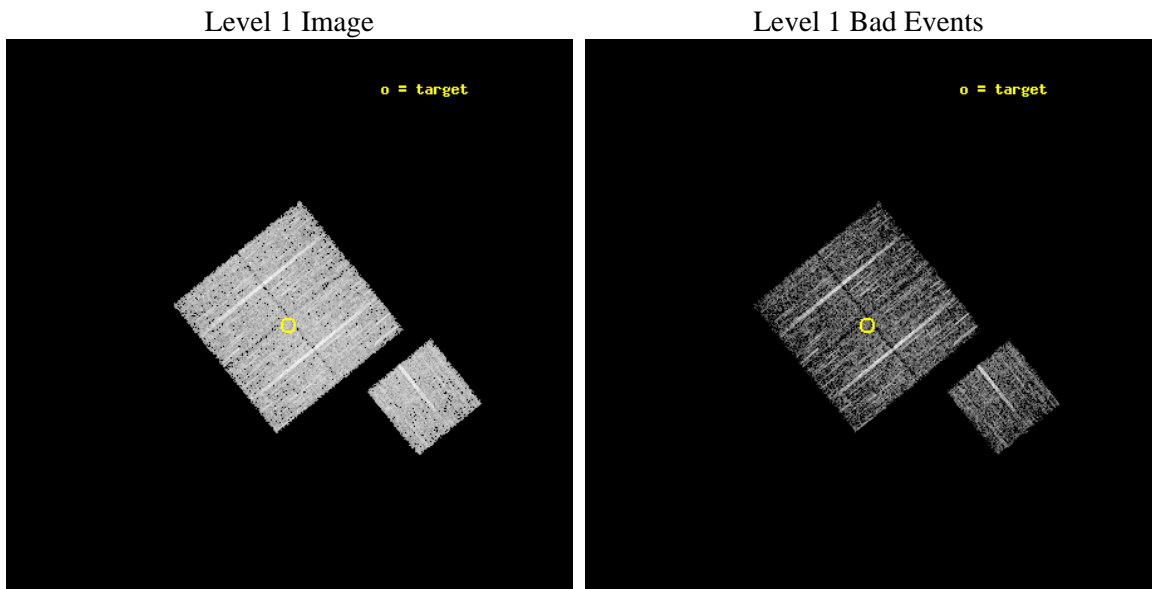 Level 1 Image
Level 1 Bad Events
o = target
o = target